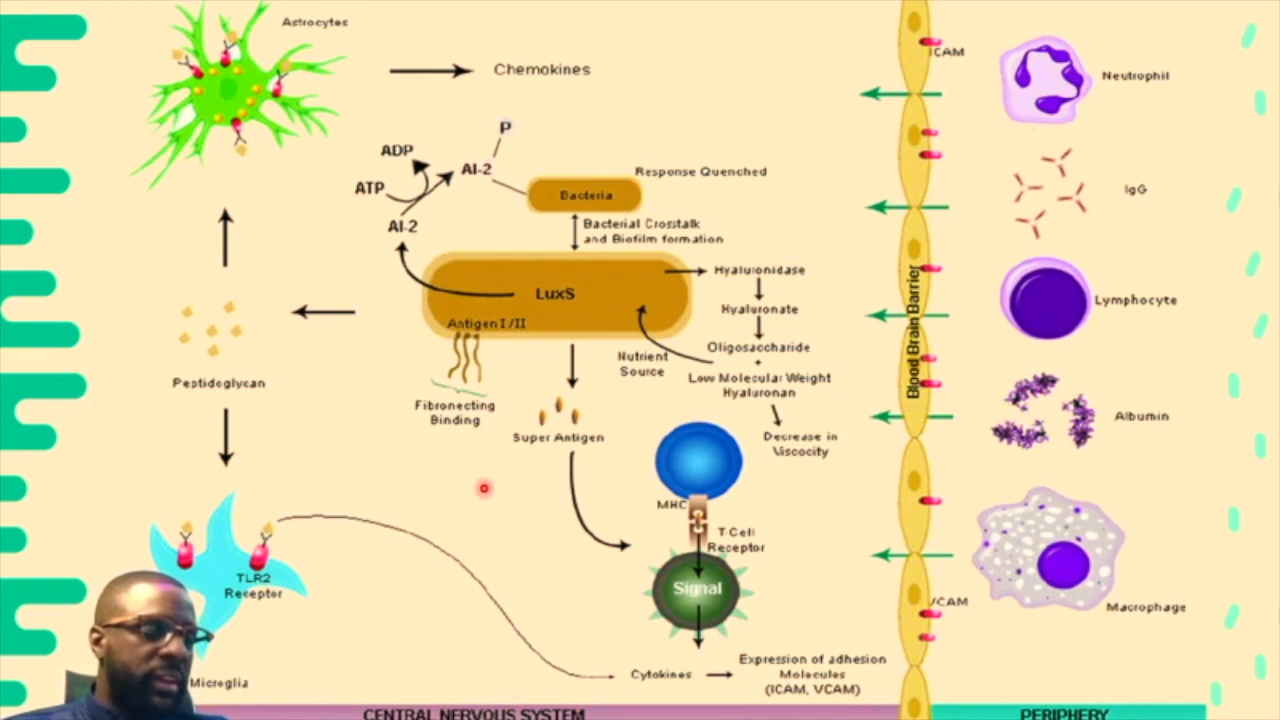 Astrocytes
Chemokines
P
ADP
AI-2
ATP
AI-2
Bacteria
Response Quenched
Bacterial Crosstalk
and Biofilm formation
LuxS
Hyaluronidase
Hyaluronate
Oligosaccharide
+
Low Molecular Weight
Hyaluronan
Nutrient
Source
Decrease in
Viscocity
Antigen I/II
Fibronecting
Binding
Super Antigen
Peptidoglycan
MHC
T-Cell
Receptor
Signal
TLR2
Receptor
Microglia
Cytokines
Expression of adhesion
Molecules
(ICAM, VCAM)
CENTRAL NERVOUS SYSTEM
Blood Brain Barrier
ICAM
VCAM
Neutrophil
IgG
Lymphocyte
Albumin
Macrophage
PERIPHERY